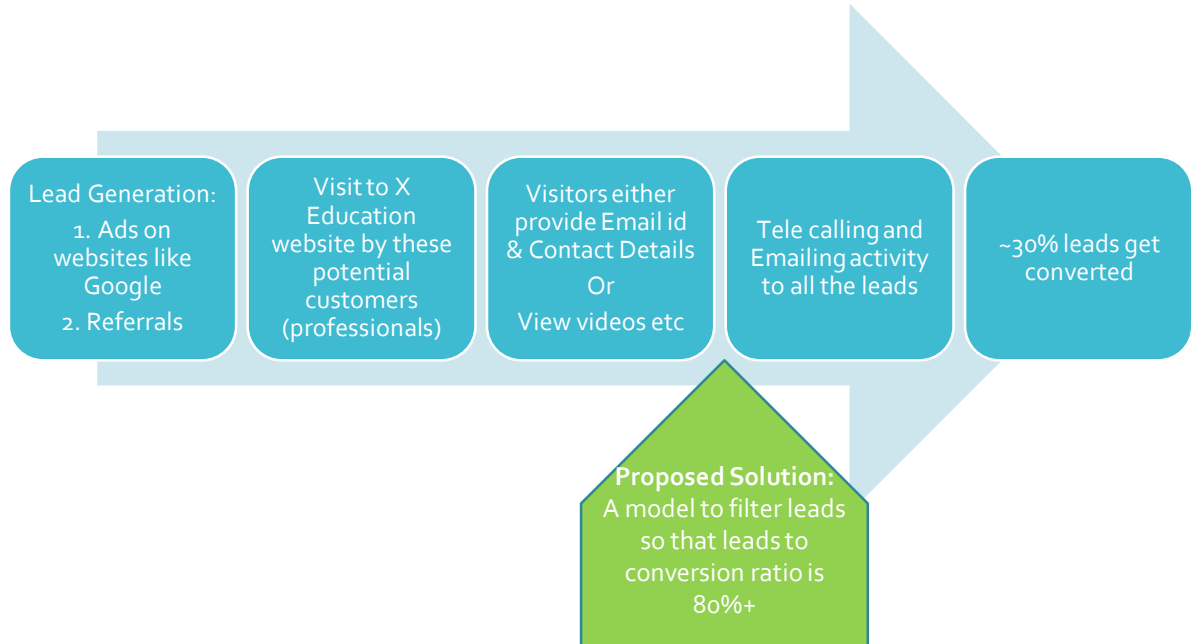 Lead Generation:
1. Ads on
websites like
Google
2. Referrals
Visit to X
Education
website by these
potential
customers
(professionals)
Visitors either
provide Email id
& Contact Details
Or
View videos etc
Tele calling and
Emailing activity
to all the leads
~30% leads get
converted
Proposed Solution:
A model to filter leads
so that leads to
conversion ratio is
80%+